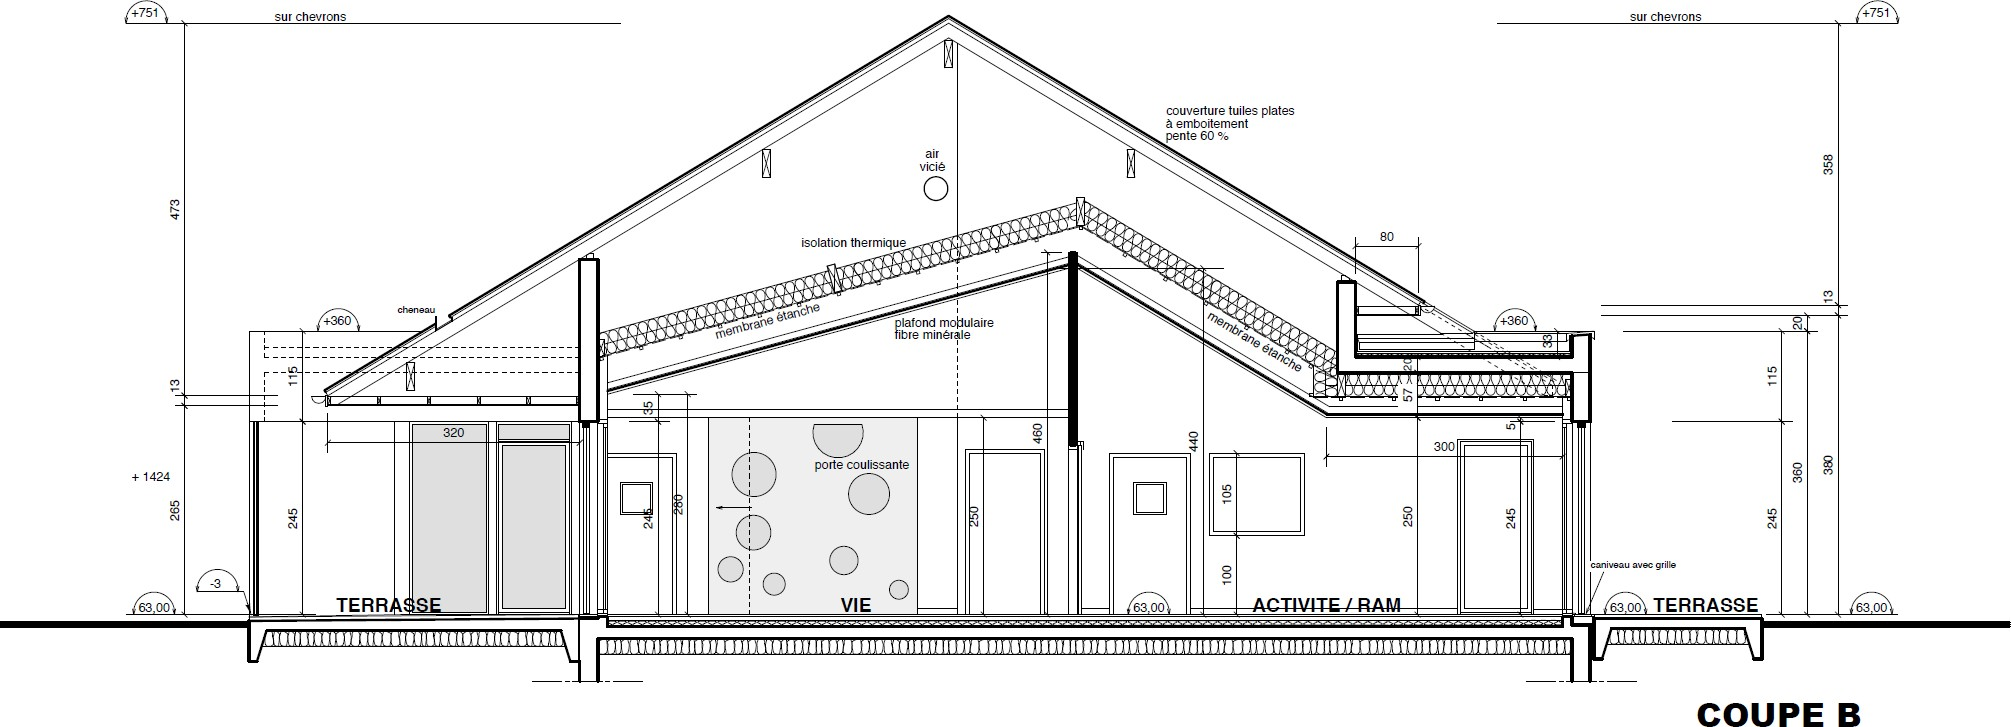 +751
sur chevrons
sur chevrons
+751
couverture tuiles plates
à emboitement
pente 60 %
air
vicié
358
473
80
isolation thermique
13
cheneau
+360
membrane étanche
plafond modulaire
fibre minérale
membrane étanche
+360
20
33
20
13
115
57
115
35
320
460
440
5
300
porte coulissante
+ 1424
265
245
245
280
250
105
250
245
245
360
380
100
caniveau avec grille
-3
63,00
TERRASSE
VIE
63,00
ACTIVITE / RAM
63,00
TERRASSE
63,00
COUPE B